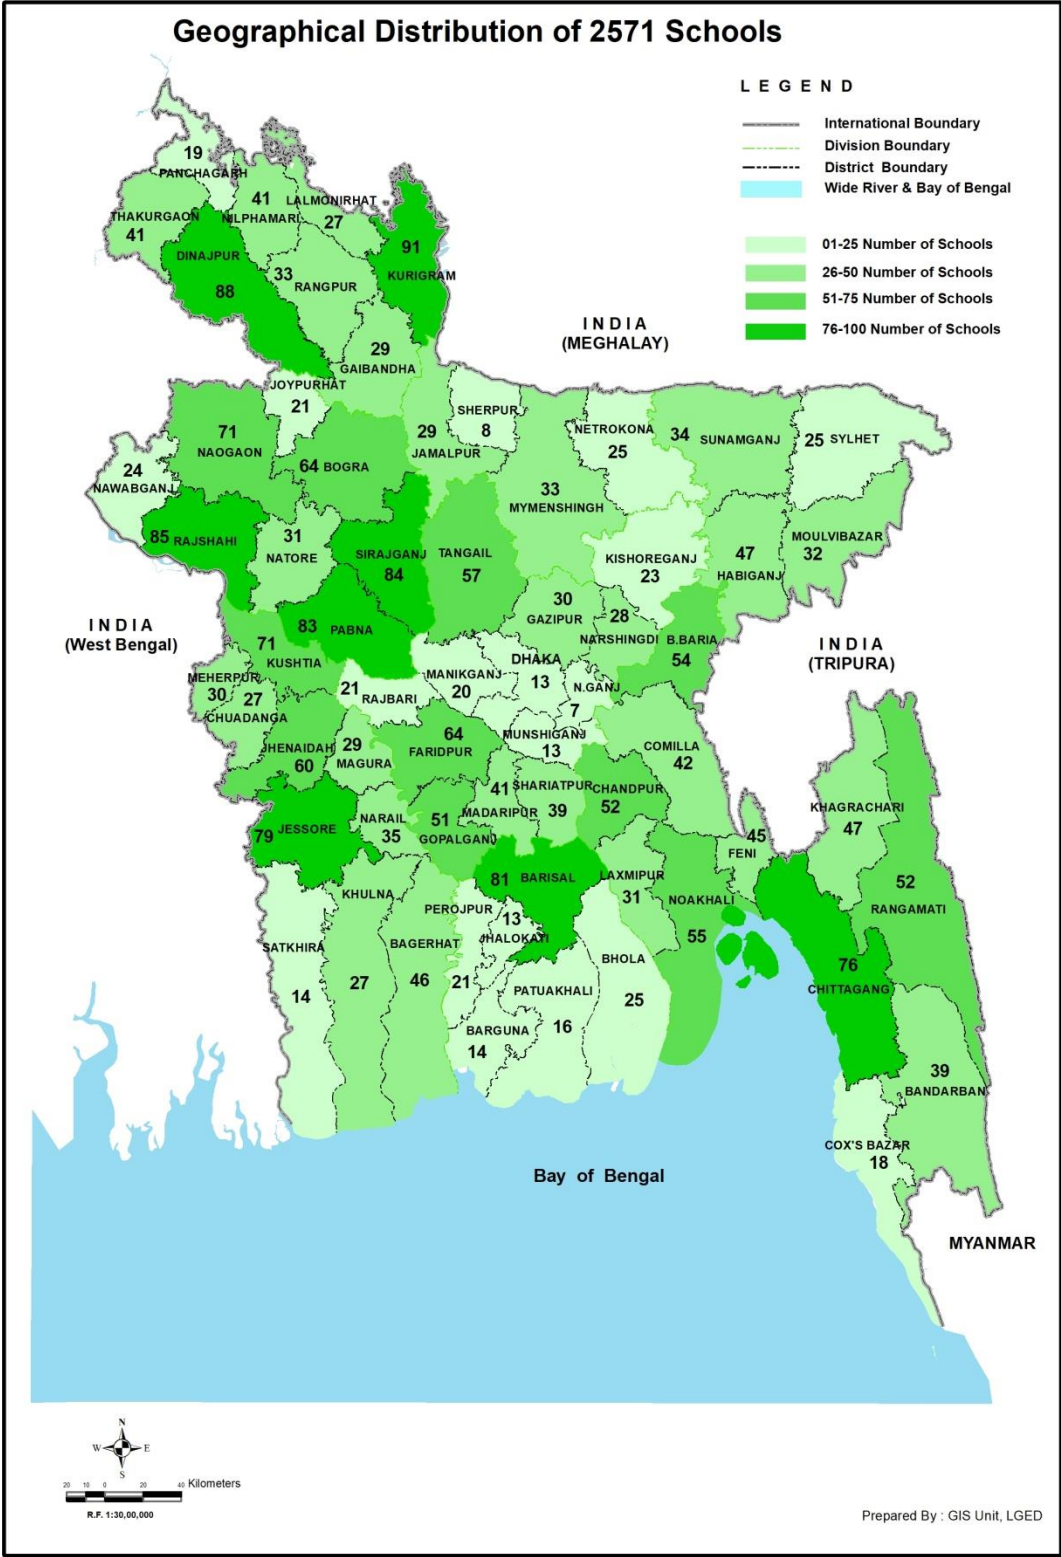 Geographical Distribution of 2571 Schools
L E G E N D
International Boundary
Division Boundary
District Boundary
Wide River & Bay of Bengal
01-25 Number of Schools
26-50 Number of Schools
51-75 Number of Schools
76-100 Number of Schools
19
PANCHAGARH
THAKURGAON
41
41
NILPHAMARI
LALMONIRHAT
27
DINAJPUR
88
33
RANGPUR
91
KURIGRAM
29
GAIBANDHA
I N D I A
(MEGHALAY)
JOYPURHAT
21
71
NAOGAON
64 BOGRA
29
JAMALPUR
SHERPUR
8
NETROKONA
25
34 SUNAMGANJ
25 SYLHET
24
NAWABGANJ
33
MYMENSHINGH
85 RAJSHAHI
31
NATORE
SIRAJGANJ
84
TANGAIL
57
KISHOREGANJ
23
47
HABIGANJ
MOULVIBAZAR
32
I N D I A
(West Bengal)
83 PABNA
30
GAZIPUR
28
NARSHINGDI
B.BARIA
54
I N D I A
(TRIPURA)
71
KUSHTIA
MEHERPUR
30
27
CHUADANGA
21
RAJBARI
MANIKGANJ
20
DHAKA
13
N.GANJ
7
MUNSHIGANJ
13
JHENAIDAH
60
29
MAGURA
64
FARIDPUR
COMILLA
42
41
MADARIPUR
SHARIATPUR
39
CHANDPUR
52
KHAGRACHARI
47
79 JESSORE
NARAIL
35
51
GOPALGANJ
45
FENI
81 BARISAL
LAXMIPUR
31
NOAKHALI
55
52
RANGAMATI
KHULNA
27
PEROJPUR
21
13
JHALOKATI
SATKHIRA
14
BAGERHAT
46
BHOLA
25
76
CHITTAGANG
PATUAKHALI
16
BARGUNA
14
39
BANDARBAN
COX'S BAZAR
18
Bay of Bengal
MYANMAR
N
W E
S
20 10 0 20 40 Kilometers
R.F. 1:30,00,000
Prepared By : GIS Unit, LGED